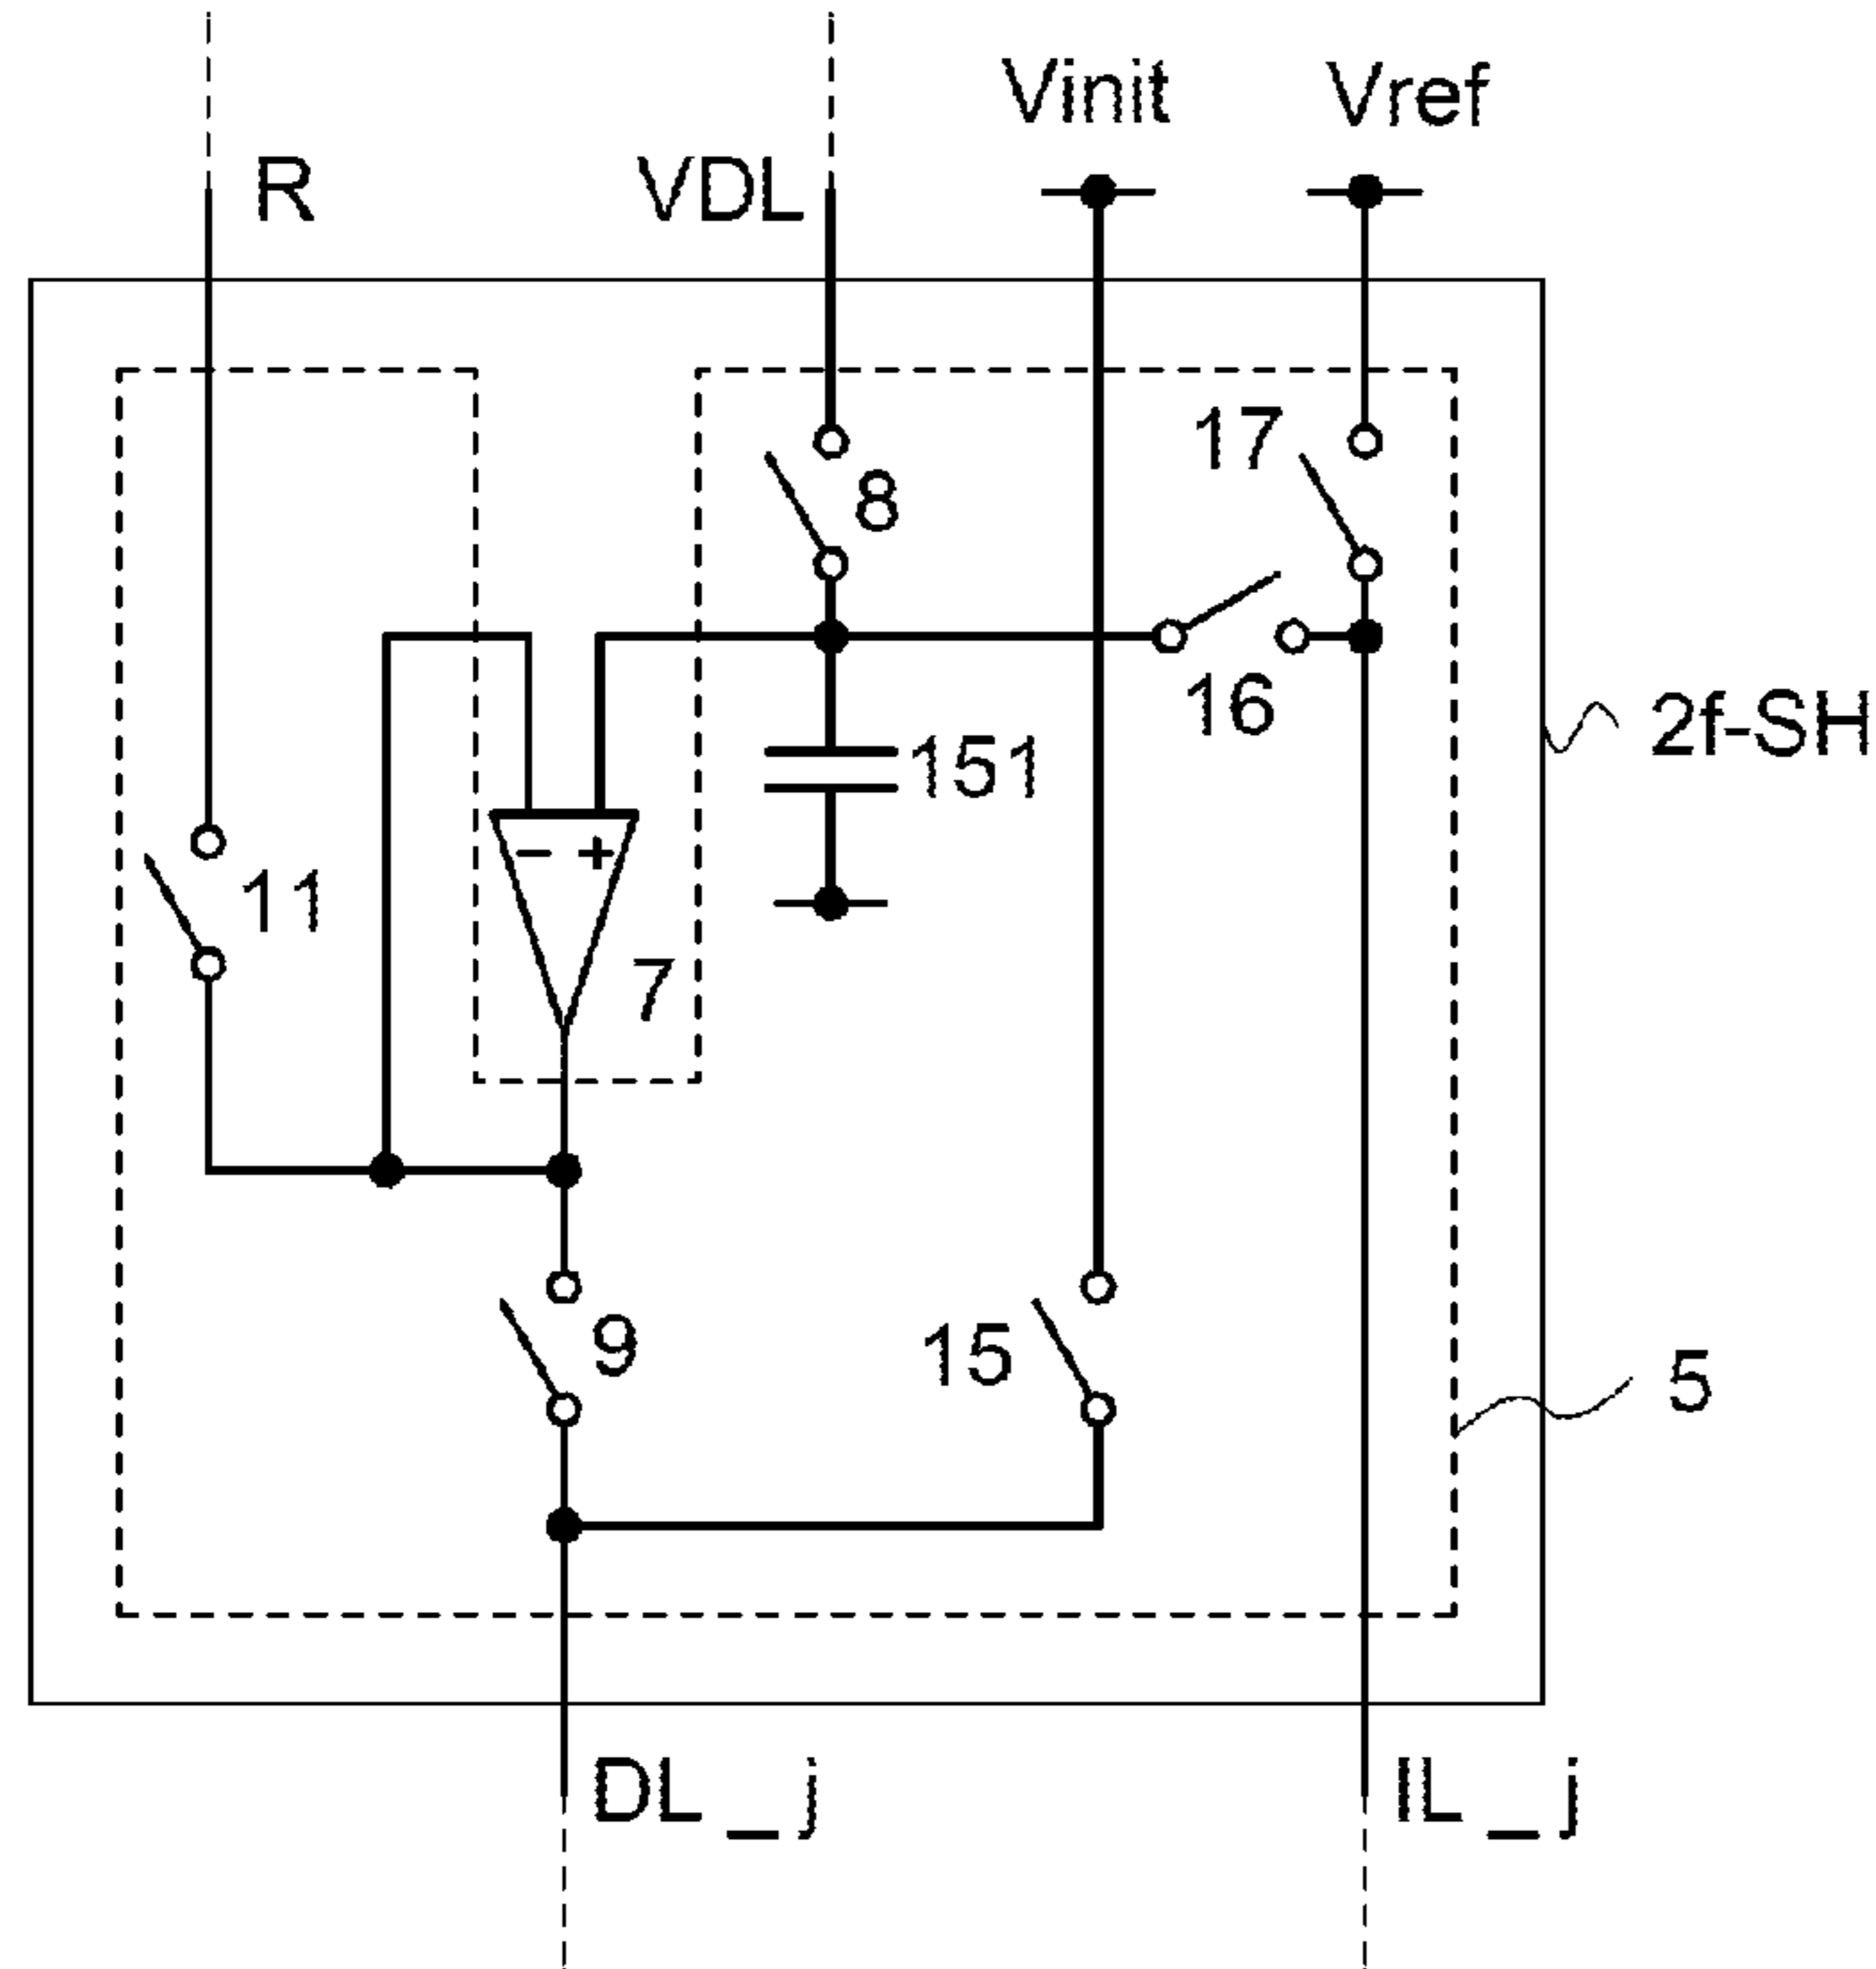 Vinit
Vref
R
VDL
17
8
16
2f-SH
151
11
− +
7
9
15
5
DL_j
IL_j